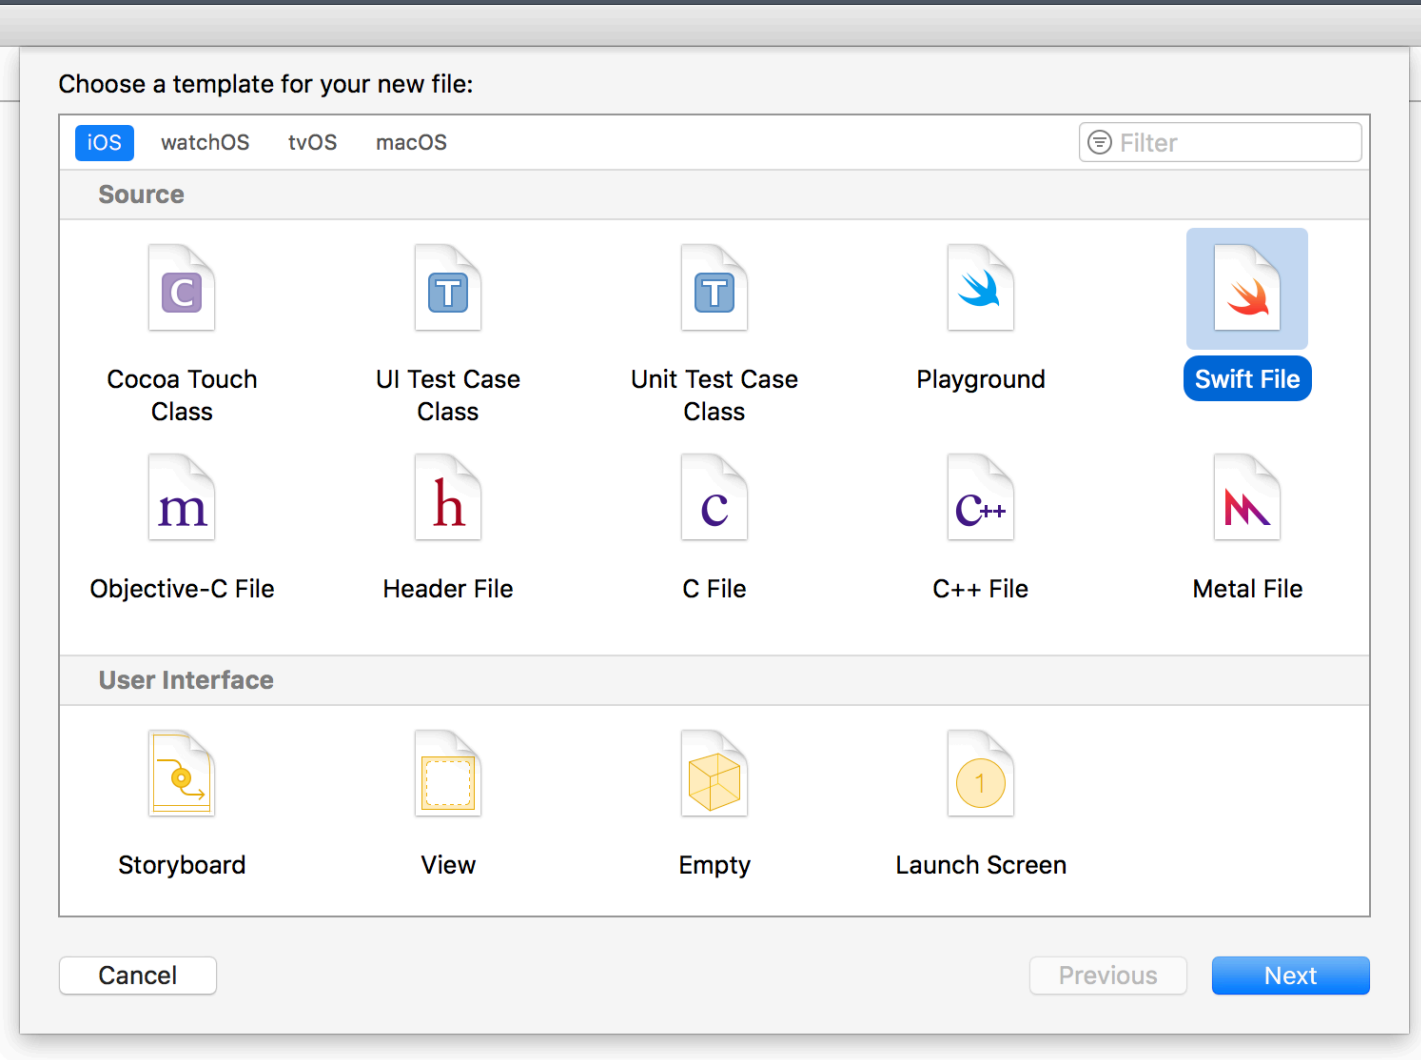 Choose a template for your new file:
iOS watchOS tvOS macOS Filter
Source
C T T
Cocoa Touch Class
UI Test Case Class
Unit Test Case Class
Playground
Swift File
m h c C++
Objective-C File Header File C File C++ File Metal File
User Interface
1
Storyboard View Empty Launch Screen
Cancel Previous Next